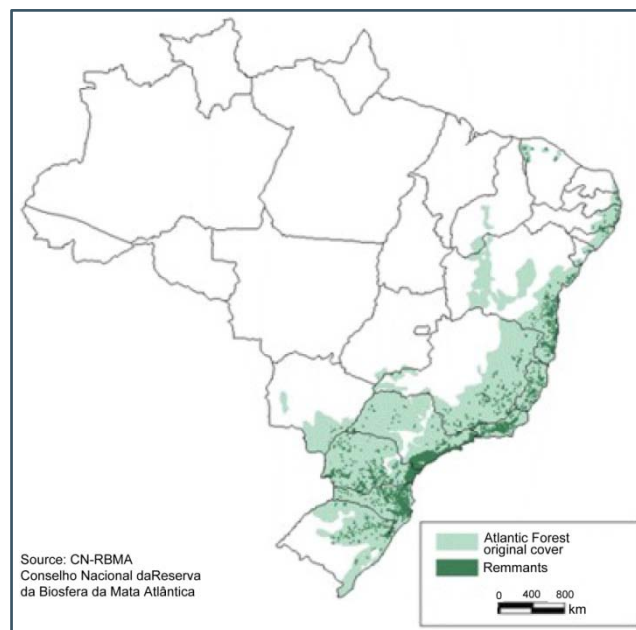 Source: CN-RBMA
Conselho Nacional daReserva
da Biosfera da Mata Atlântica
Atlantic Forest
original cover
Remmants
0 400 800
km